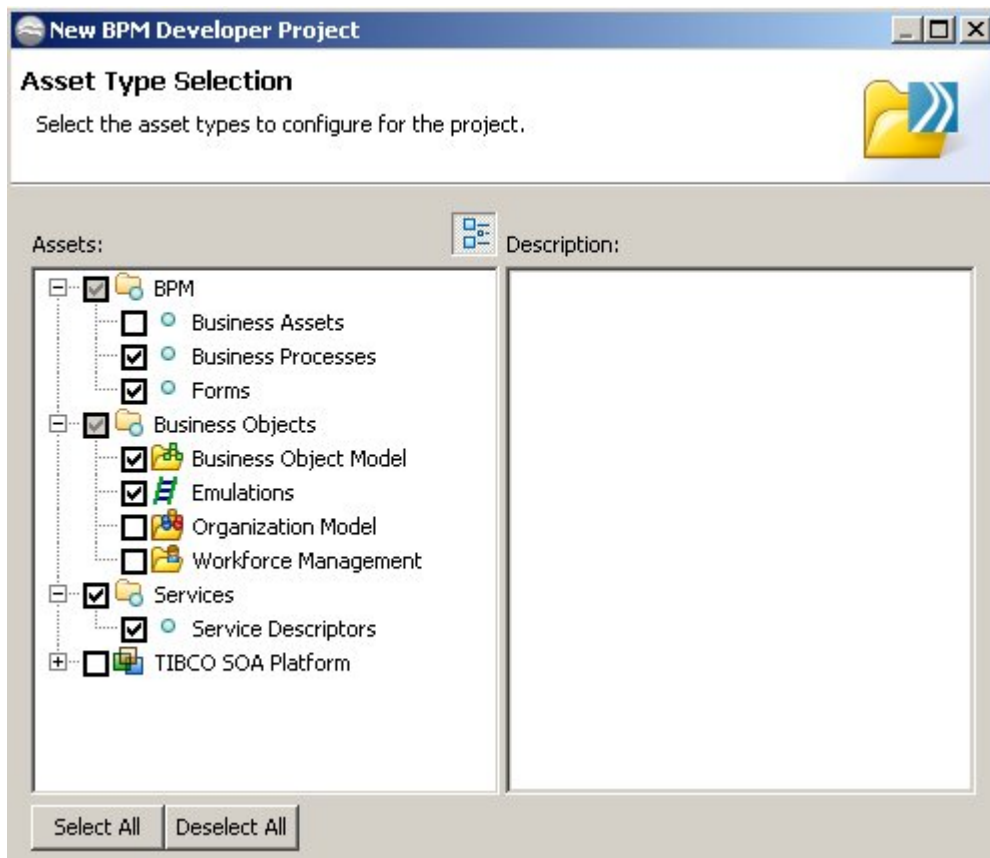 New BPM Developer Project
Asset Type Selection
Select the asset types to configure for the project.
Assets:
Description:
BPM
Business Assets
Business Processes
Forms
Business Objects
Business Object Model
Emulations
Organization Model
Workforce Management
Services
Service Descriptors
TIBCO SOA Platform
Select All
Deselect All